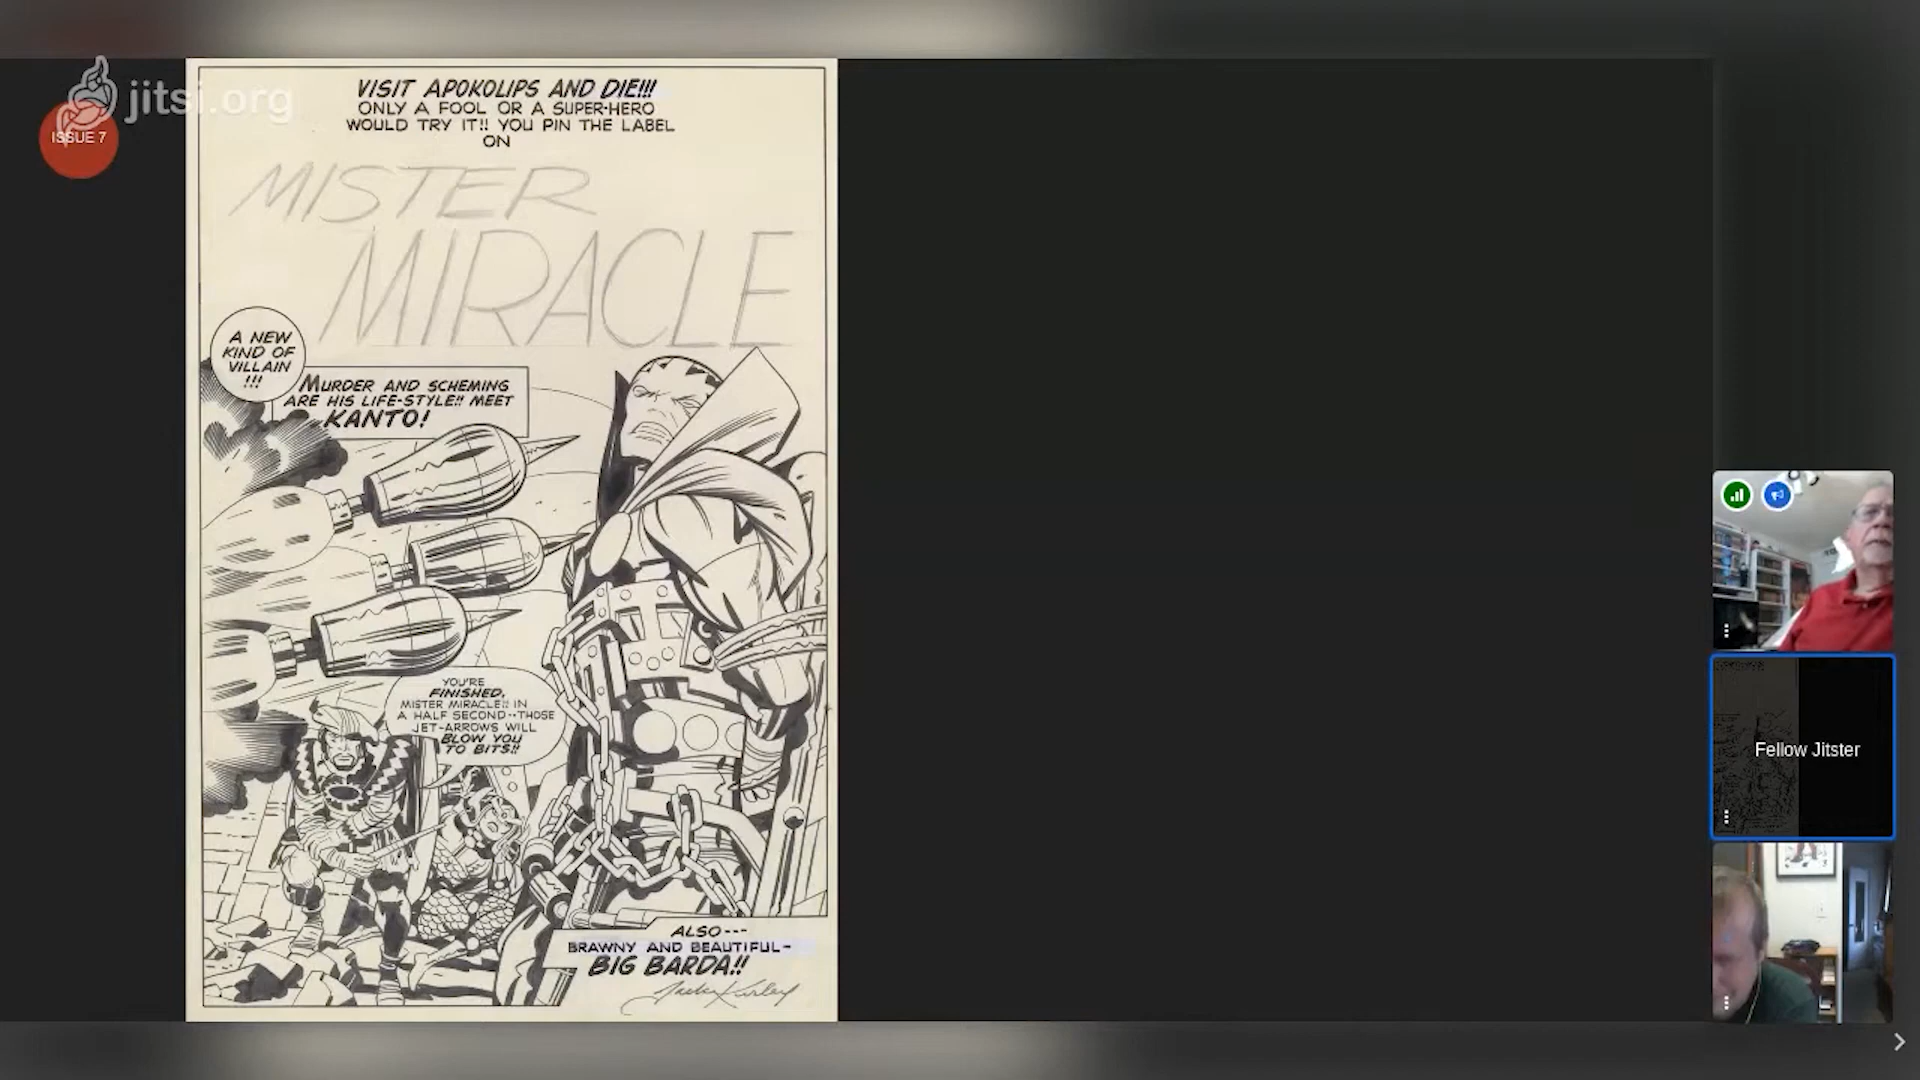 jitsi.org
ISSUE 7
VISIT APOKOLIPS AND DIE!!!
ONLY A FOOL OR A SUPER-HERO
WOULD TRY IT!! YOU PIN THE LABEL
ON
MISTER
MIRACLE
A NEW
KIND OF
VILLAIN
!!!
MURDER AND SCHEMING
ARE HIS LIFE-STYLE!! MEET
KANTO!
YOU'RE
FINISHED,
MISTER MIRACLE!! IN
A HALF SECOND--THOSE
JET-ARROWS WILL
BLOW YOU
TO BITS!!
ALSO---
BRAWNY AND BEAUTIFUL-
BIG BARDA!!
Jack Kirby
Fellow Jitster